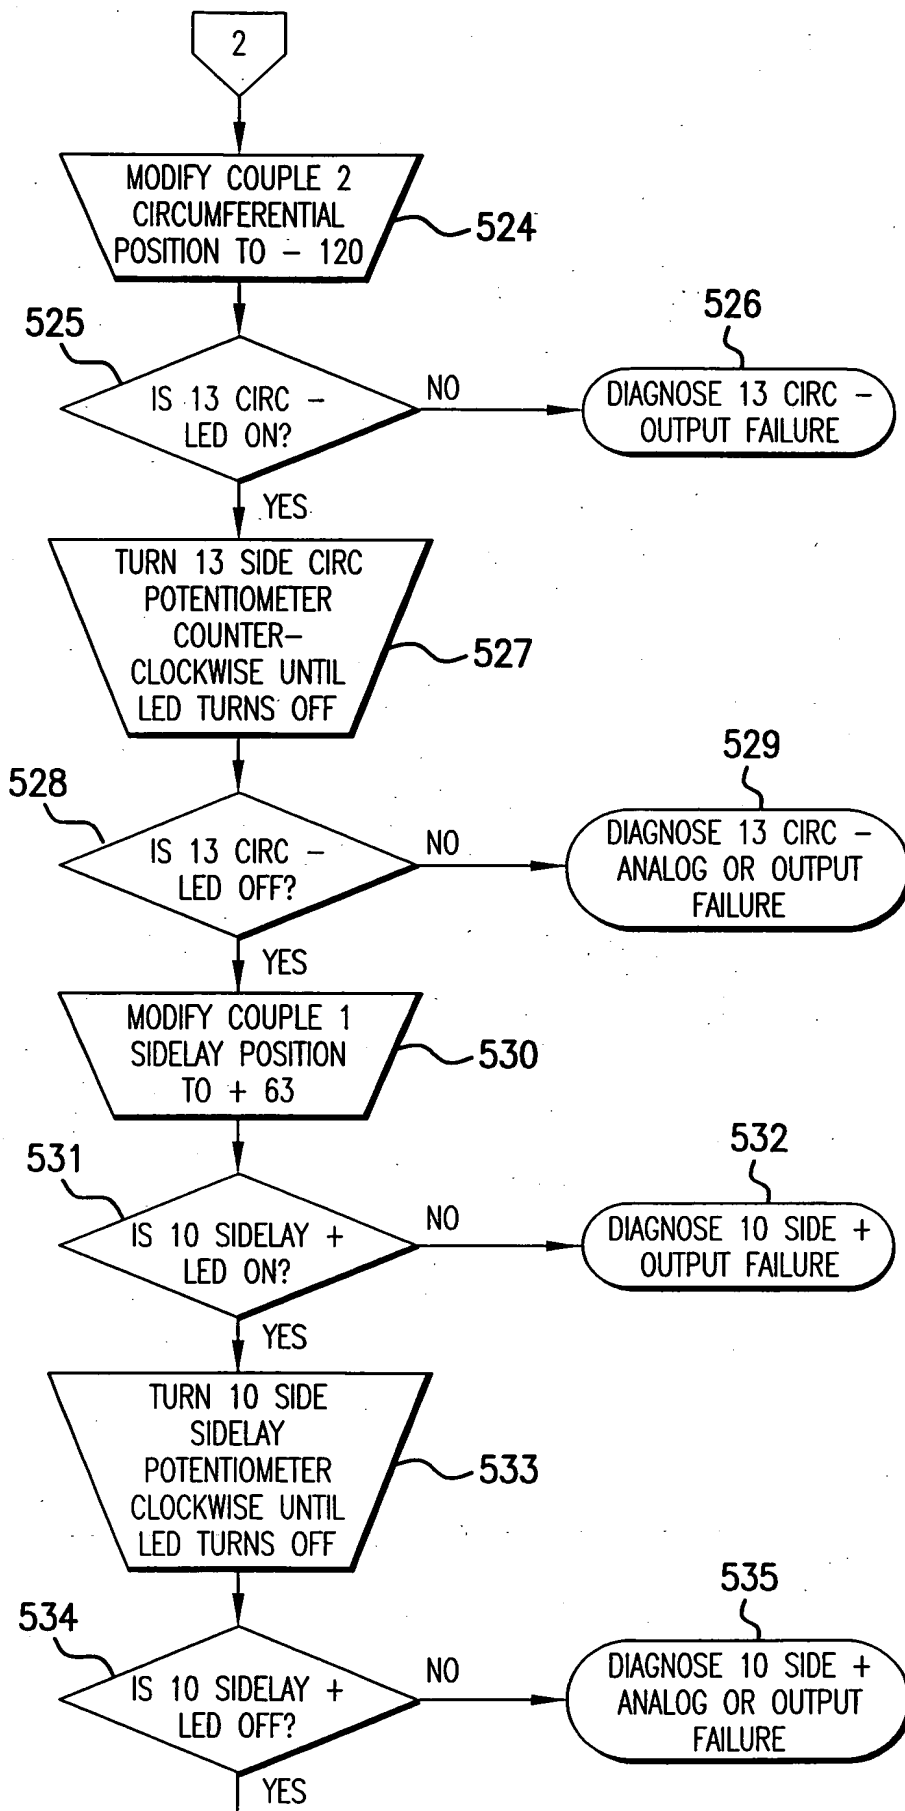 2
MODIFY COUPLE 2
CIRCUMFERENTIAL
POSITION TO - 120
524
525
IS 13 CIRC -
LED ON?
NO
526
DIAGNOSE 13 CIRC -
OUTPUT FAILURE
YES
TURN 13 SIDE CIRC
POTENTIOMETER
COUNTER-
CLOCKWISE UNTIL
LED TURNS OFF
527
528
IS 13 CIRC -
LED OFF?
NO
529
DIAGNOSE 13 CIRC -
ANALOG OR OUTPUT
FAILURE
YES
MODIFY COUPLE 1
SIDELAY POSITION
TO + 63
530
531
IS 10 SIDELAY +
LED ON?
NO
532
DIAGNOSE 10 SIDE +
OUTPUT FAILURE
YES
TURN 10 SIDE
SIDELAY
POTENTIOMETER
CLOCKWISE UNTIL
LED TURNS OFF
533
534
IS 10 SIDELAY +
LED OFF?
NO
535
DIAGNOSE 10 SIDE +
ANALOG OR OUTPUT
FAILURE
YES